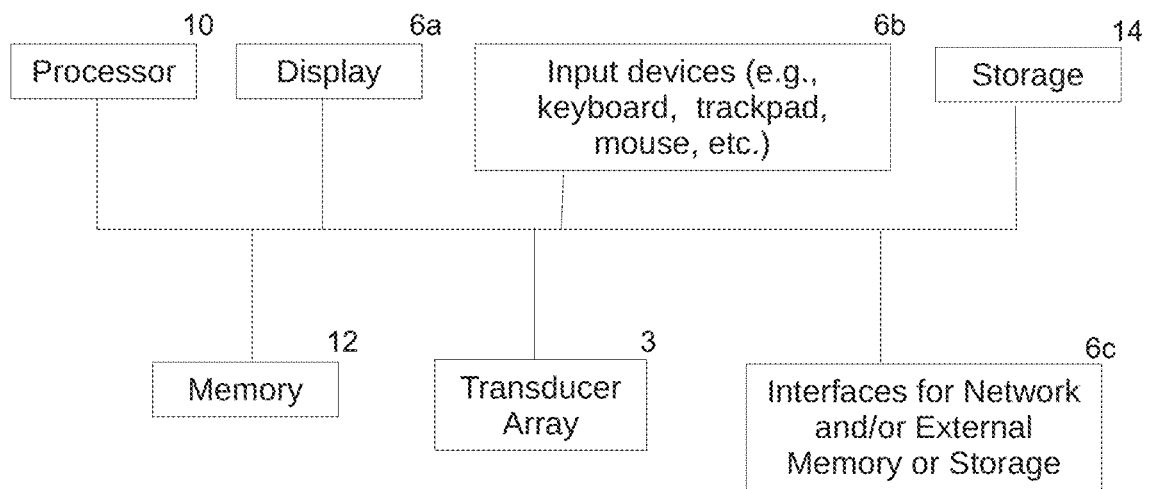 10
Processor
6a
Display
6b
Input devices (e.g.,
keyboard, trackpad,
mouse, etc.)
14
Storage
12
Memory
3
Transducer
Array
6c
Interfaces for Network
and/or External
Memory or Storage